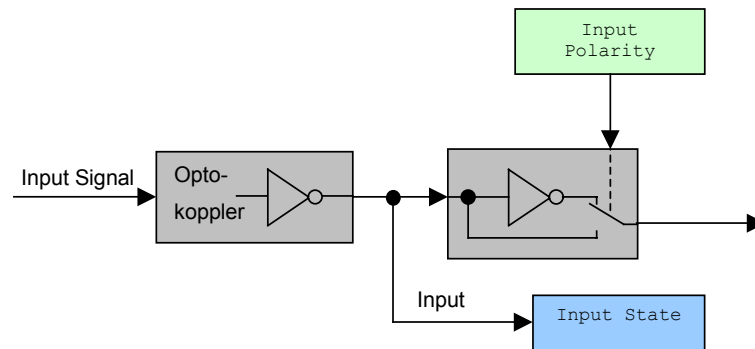 Input
Polarity
Input Signal
Opto-
koppler
Input
Input State